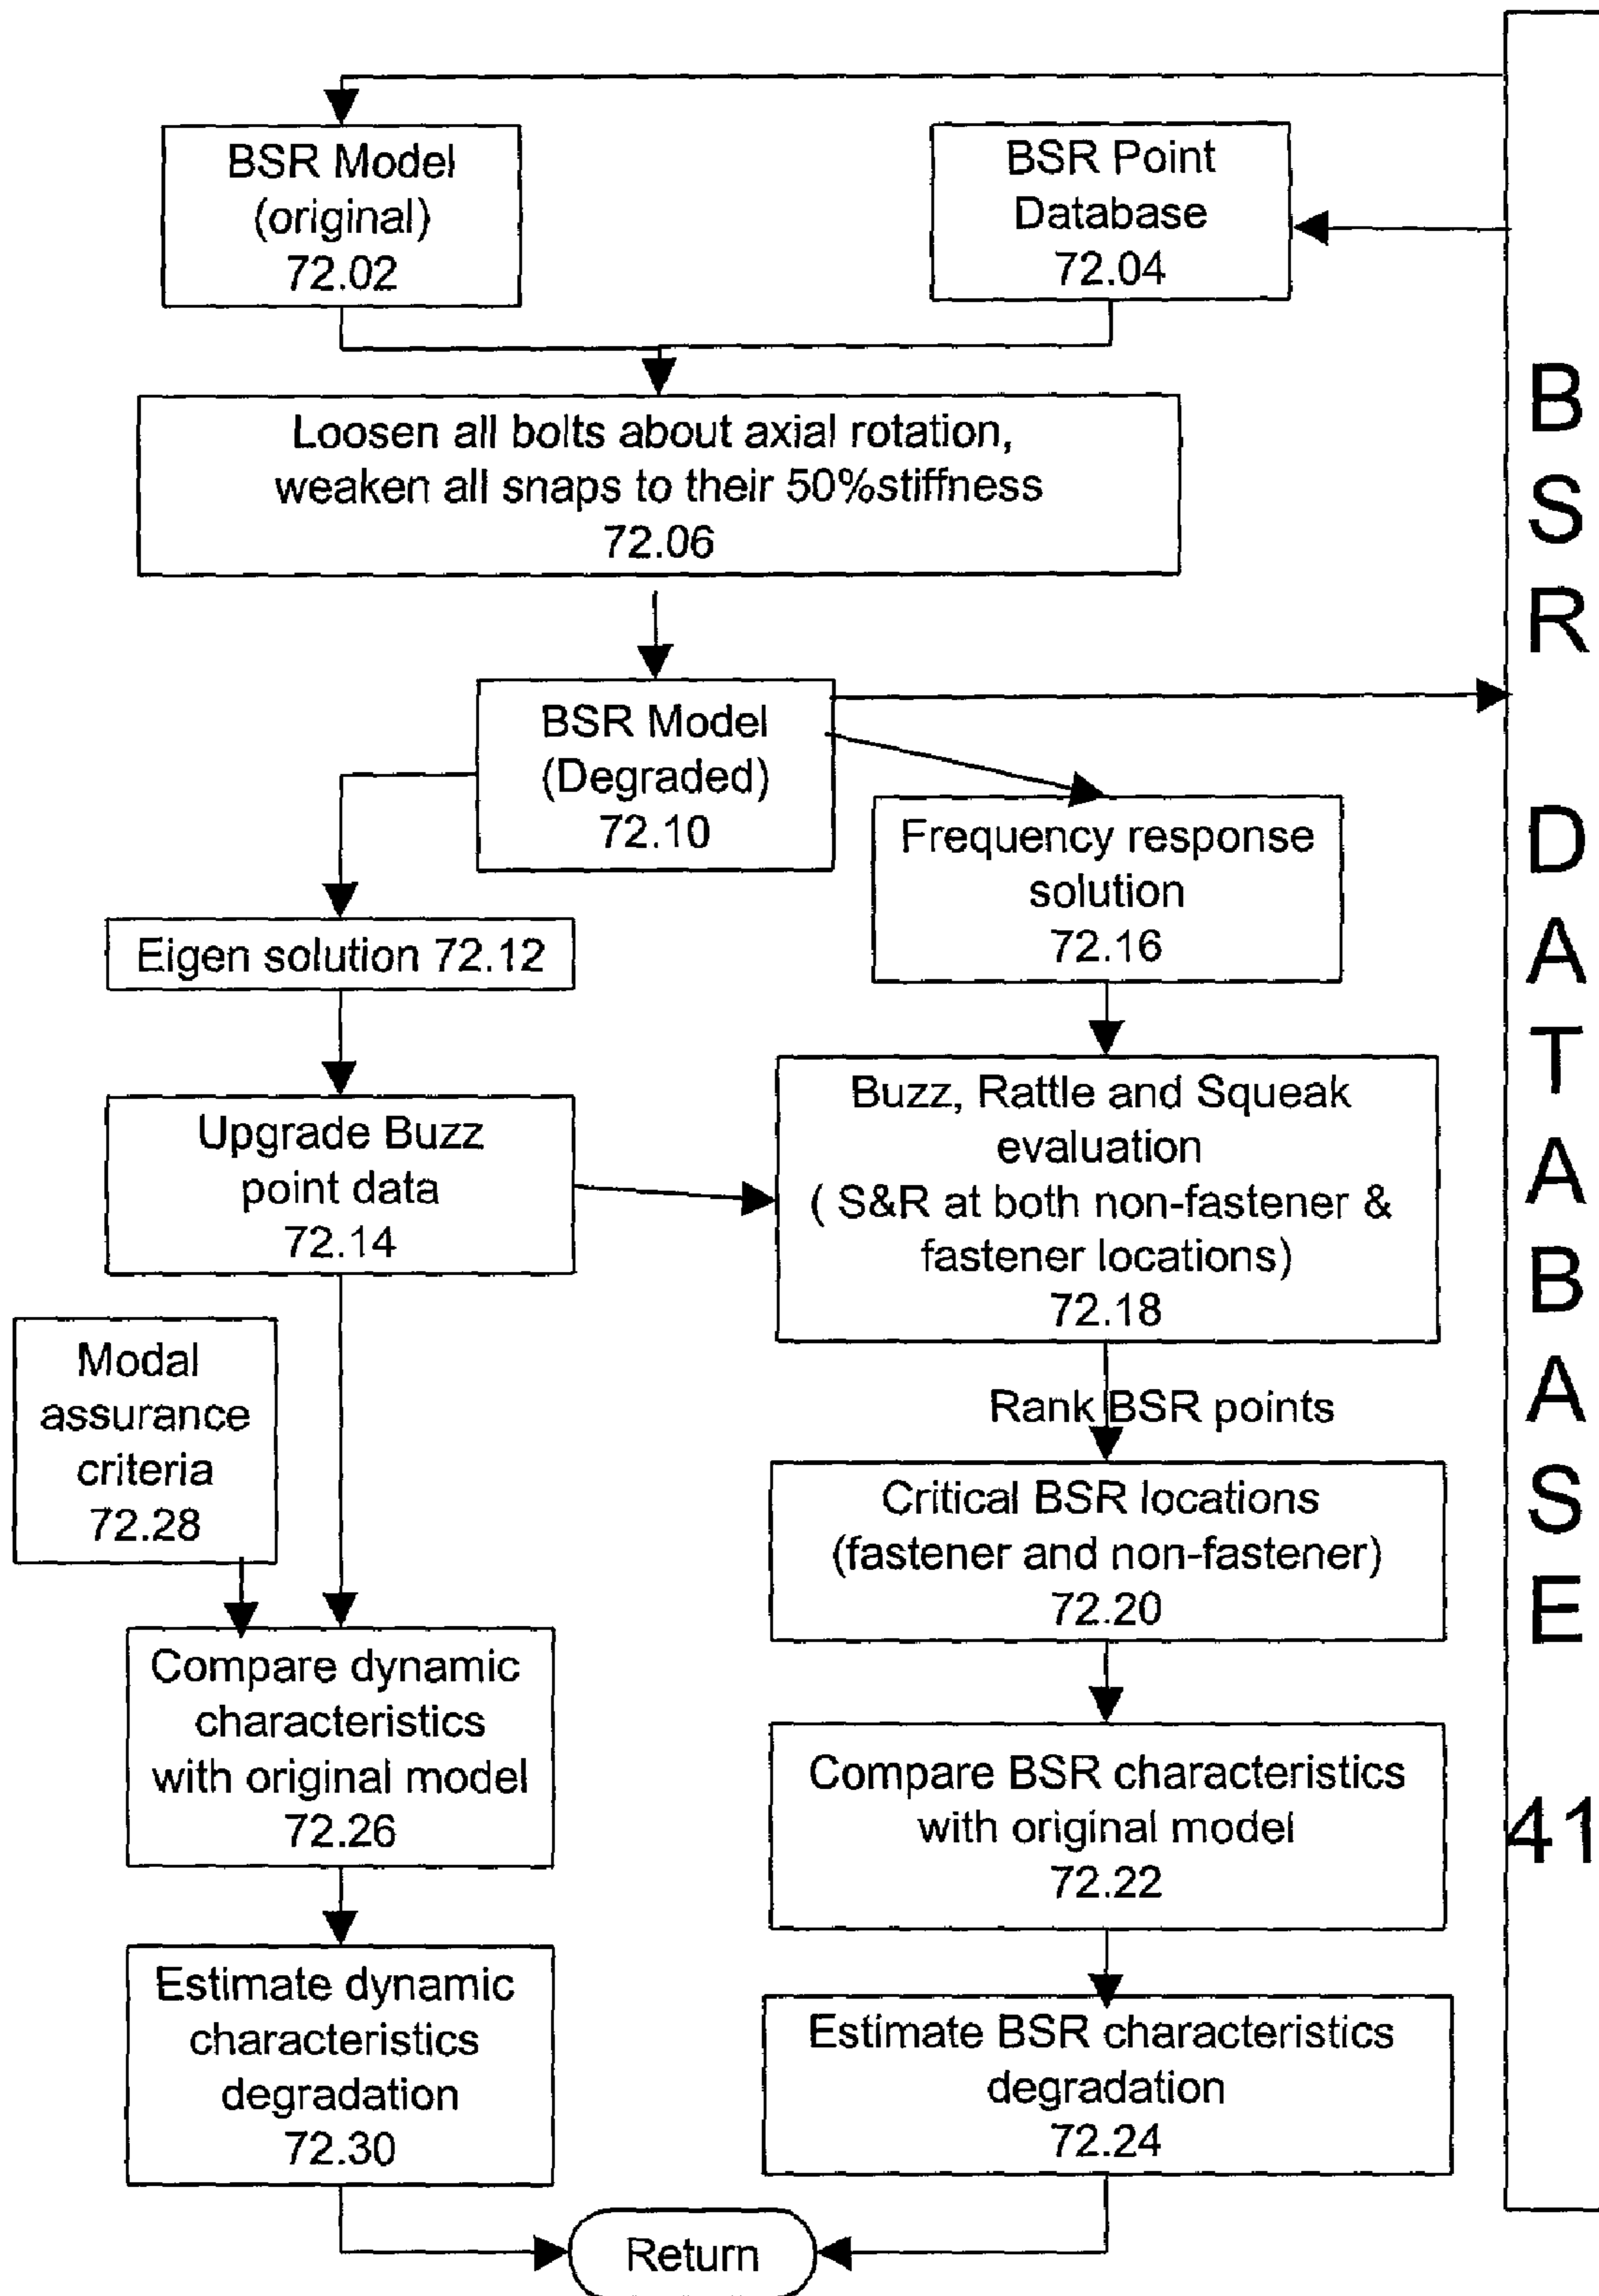 BSR Model
(original)
72.02
BSR Point
Database
72.04
Loosen all bolts about axial rotation,
weaken all snaps to their 50%stiffness
72.06
BSR Model
(Degraded)
72.10
Frequency response
solution
72.16
Eigen solution 72.12
Upgrade Buzz
point data
72.14
Buzz, Rattle and Squeak
evaluation
( S&R at both non-fastener &
fastener locations)
72.18
Modal
assurance
criteria
72.28
Rank BSR points
Critical BSR locations
(fastener and non-fastener)
72.20
Compare dynamic
characteristics
with original model
72.26
Compare BSR characteristics
with original model
72.22
Estimate dynamic
characteristics
degradation
72.30
Estimate BSR characteristics
degradation
72.24
Return
BSR DATABASE 41